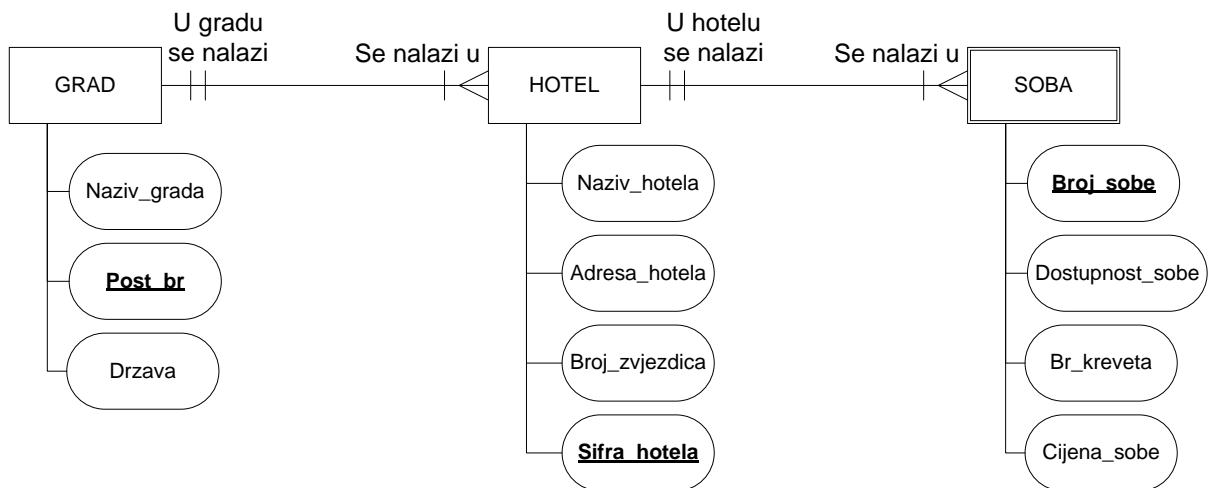 U gradu
se nalazi
Se nalazi u
U hotelu
se nalazi
Se nalazi u
GRAD
HOTEL
SOBA
Naziv_grada
Post_br
Drzava
Naziv_hotela
Adresa_hotela
Broj_zvjezdica
Sifra_hotela
Broj_sobe
Dostupnost_sobe
Br_kreveta
Cijena_sobe